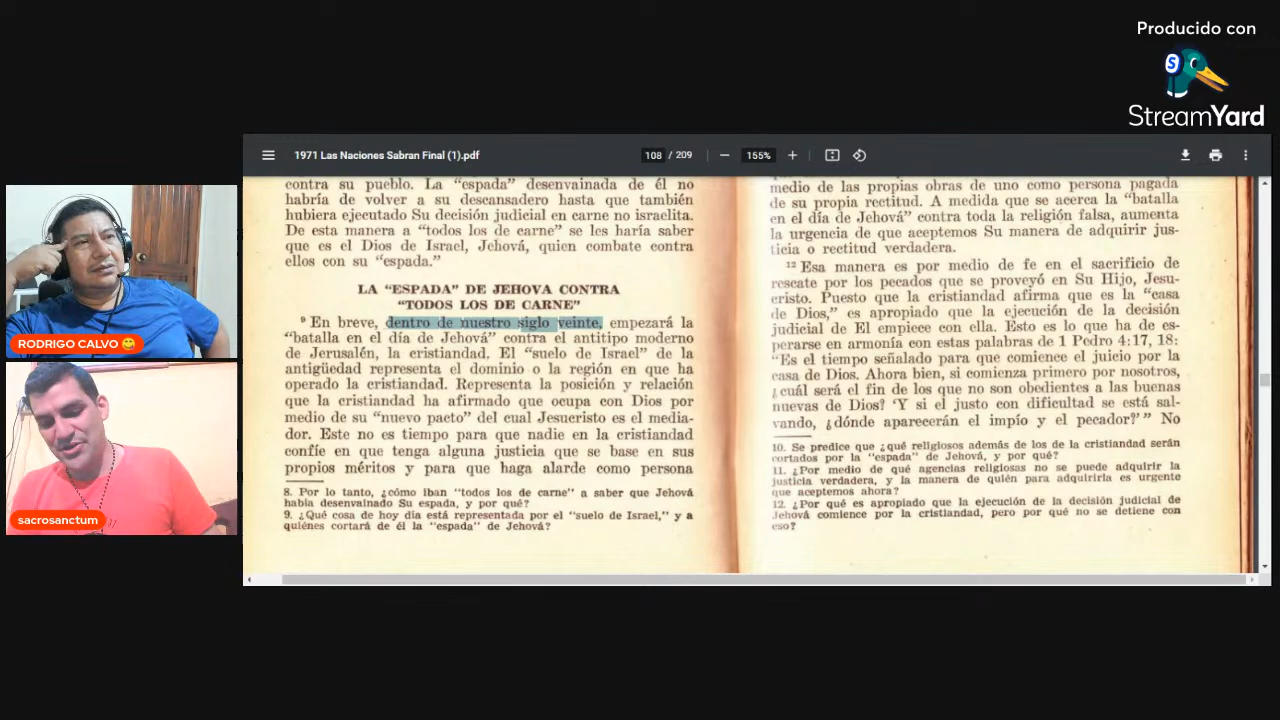 Producido con
StreamYard
1971 Las Naciones Sabran Final (1).pdf
108 / 209
155%
contra su pueblo. La “espada” desenvainada de él no
habría de volver a su descansadero hasta que también
hubiera ejecutado Su decisión judicial en carne no israelita.
De esta manera a “todos los de carne” se les haría saber
que es el Dios de Israel, Jehová, quien combate contra
ellos con su “espada.”
LA “ESPADA” DE JEHOVA CONTRA
“TODOS LOS DE CARNE”
9 En breve, dentro de nuestro siglo veinte, empezará la
“batalla en el día de Jehová” contra el antitipo moderno
de Jerusalén, la cristiandad. El “suelo de Israel” de la
antigüedad representa el dominio o la región en que ha
operado la cristiandad. Representa la posición y relación
que la cristiandad ha afirmado que ocupa con Dios por
medio de su “nuevo pacto” del cual Jesucristo es el media-
dor. Este no es tiempo para que nadie en la cristiandad
confíe en que tenga alguna justicia que se base en sus
propios méritos y para que haga alarde como persona
8. Por lo tanto, ¿cómo iban “todos los de carne” a saber que Jehová
había desenvainado Su espada, y por qué?
9. ¿Qué cosa de hoy día está representada por el “suelo de Israel,” y a
quiénes cortará de él la “espada” de Jehová?
medio de las propias obras de uno como persona pagada
de su propia rectitud. A medida que se acerca la “batalla
en el día de Jehová” contra toda la religión falsa, aumenta
la urgencia de que aceptemos Su manera de adquirir jus-
ticia o rectitud verdadera.
12 Esa manera es por medio de fe en el sacrificio de
rescate por los pecados que se proveyó en Su Hijo, Jesu-
cristo. Puesto que la cristiandad afirma que es la “casa
de Dios,” es apropiado que la ejecución de la decisión
judicial de El empiece con ella. Esto es lo que ha de es-
perarse en armonía con estas palabras de 1 Pedro 4:17, 18:
“Es el tiempo señalado para que comience el juicio por la
casa de Dios. Ahora bien, si comienza primero por nosotros,
¿cuál será el fin de los que no son obedientes a las buenas
nuevas de Dios? ‘Y si el justo con dificultad se está sal-
vando, ¿dónde aparecerán el impío y el pecador?’” No
10. Se predice que ¿qué religiosos además de los de la cristiandad serán
cortados por la “espada” de Jehová, y por qué?
11. ¿Por medio de qué agencias religiosas no se puede adquirir la
justicia verdadera, y la manera de quién para adquirirla es urgente
que aceptemos ahora?
12. ¿Por qué es apropiado que la ejecución de la decisión judicial de
Jehová comience por la cristiandad, pero por qué no se detiene con
eso?
RODRIGO CALVO
sacrosanctum